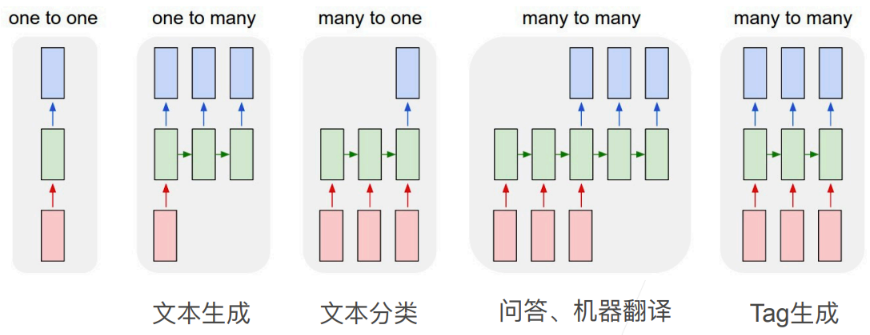 one to one
one to many
many to one
many to many
many to many
文本生成
文本分类
问答、机器翻译
Tag生成